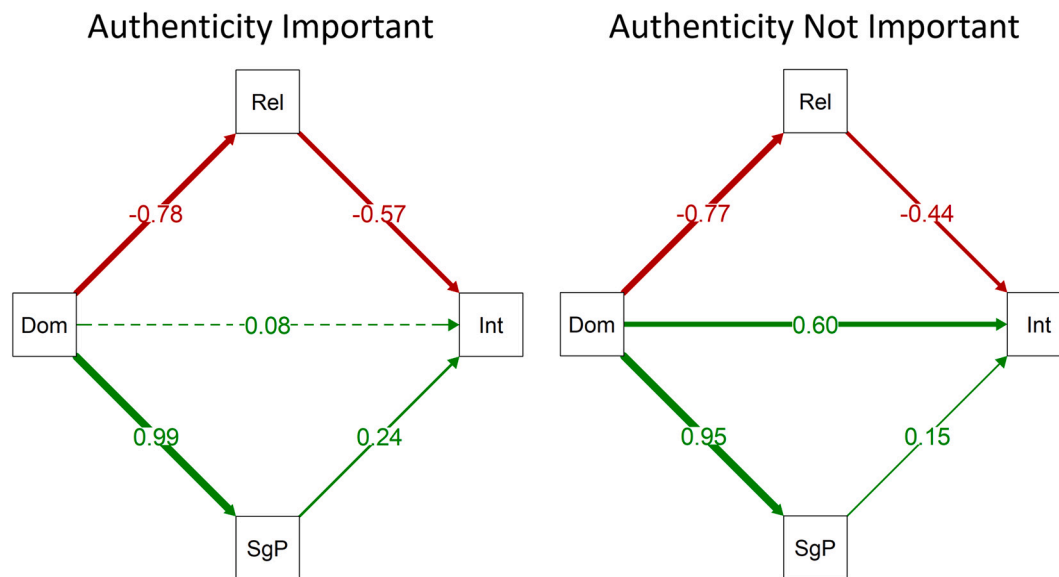 Authenticity Important
Rel
-0.78
-0.57
Dom
0.08
Int
0.99
0.24
SgP
Authenticity Not Important
Rel
-0.77
-0.44
Dom
0.60
Int
0.95
0.15
SgP